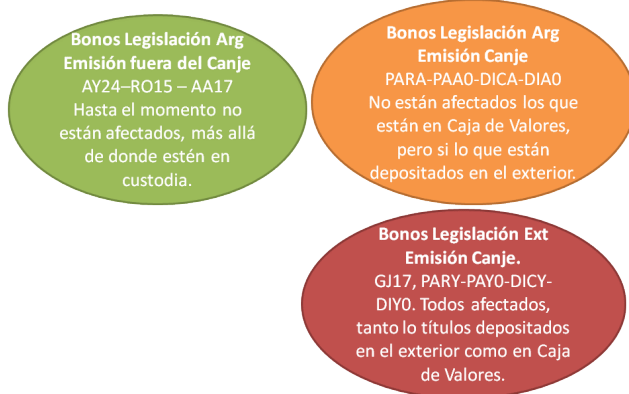 Bonos Legislación Arg
Emisión fuera del Canje
AY24–RO15 – AA17
Hasta el momento no
están afectados, más allá
de donde estén en
custodia.
Bonos Legislación Arg
Emisión Canje
PARA-PAA0-DICA-DIA0
No están afectados los que
están en Caja de Valores,
pero si lo que están
depositados en el exterior.
Bonos Legislación Ext
Emisión Canje.
GJ17, PARY-PAY0-DICY-
DIY0. Todos afectados,
tanto lo títulos depositados
en el exterior como en Caja
de Valores.